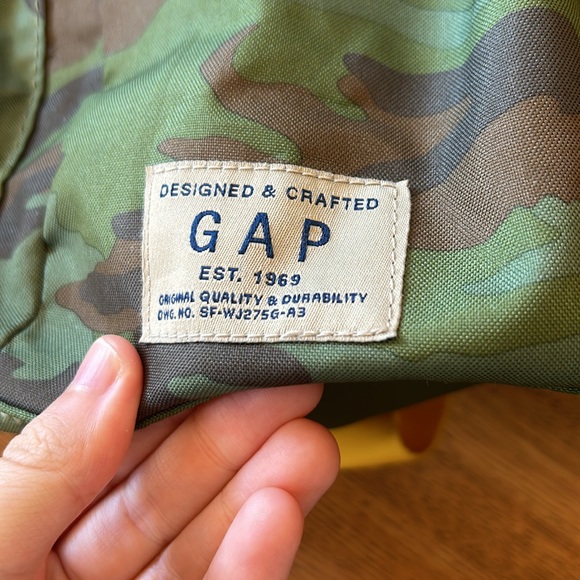 DESIGNED & CRAFTED
GAP
EST. 1969
ORIGINAL QUALITY & DURABILITY
DWG. NO. SF-WJ275G-A3